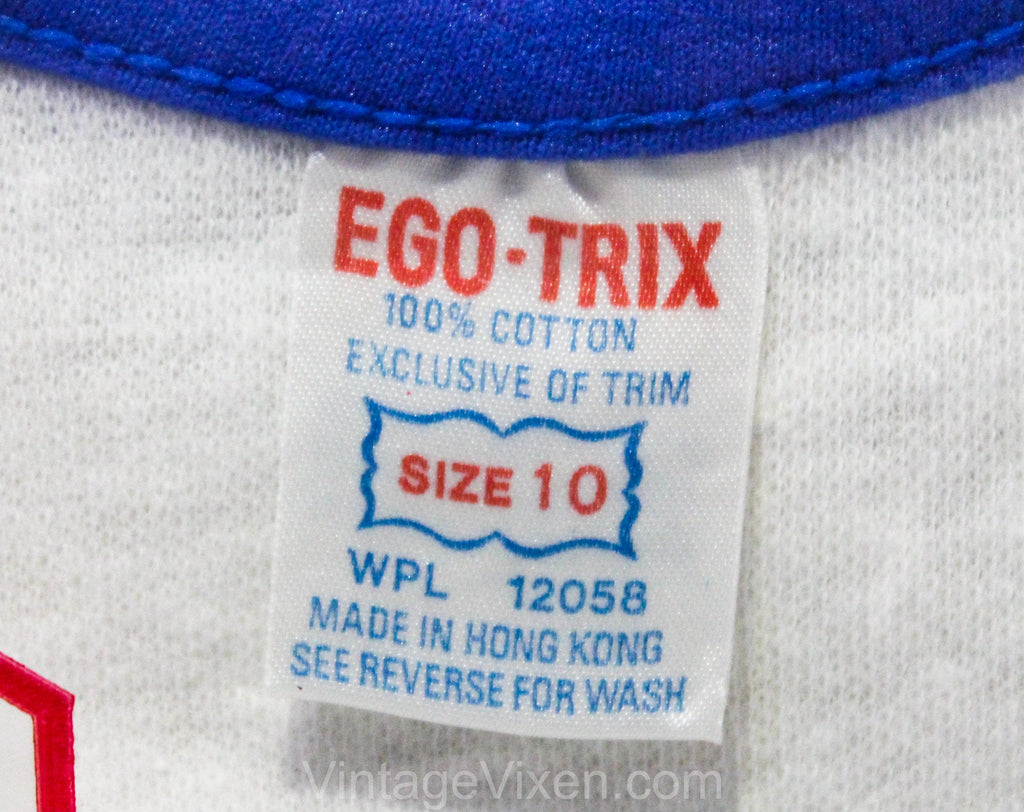 EGO-TRIX
100% COTTON
EXCLUSIVE OF TRIM
SIZE 10
WPL 12058
MADE IN HONG KONG
SEE REVERSE FOR WASH
VintageVixen.com